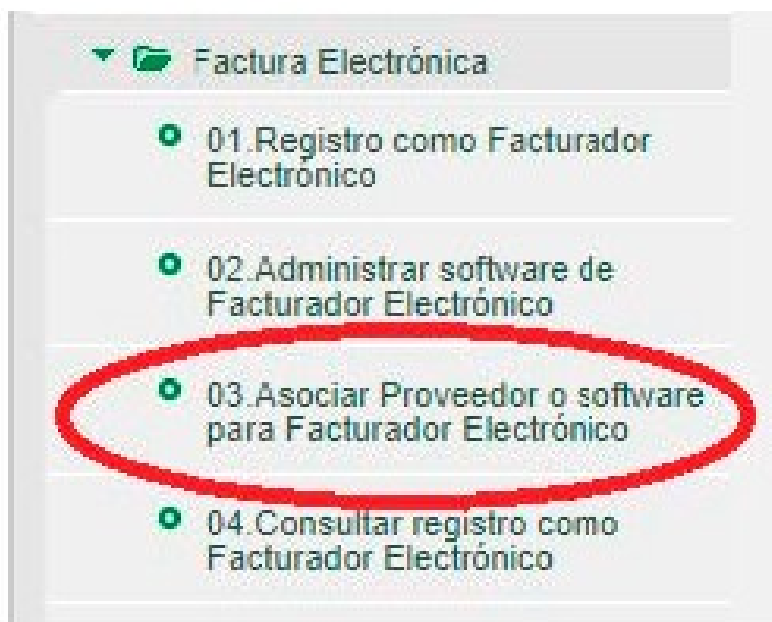 Factura Electrónica
01.Registro como Facturador
Electrónico
02.Administrar software de
Facturador Electrónico
03.Asociar Proveedor o software
para Facturador Electrónico
04.Consultar registro como
Facturador Electrónico